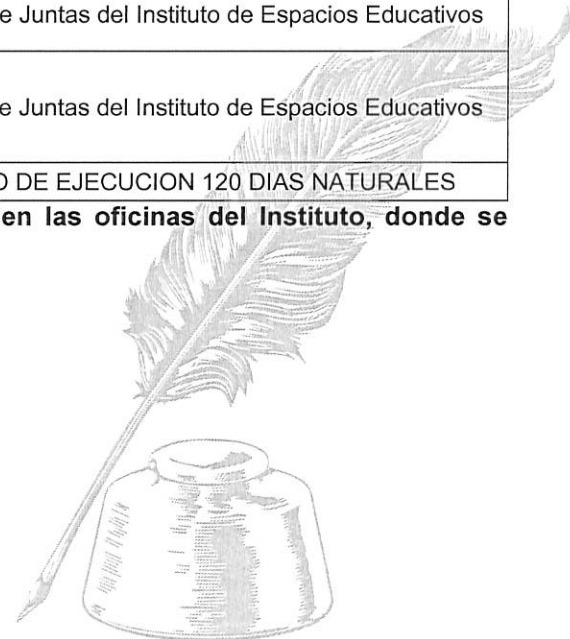 e Juntas del Instituto de Espacios Educativos
e Juntas del Instituto de Espacios Educativos
O DE EJECUCION 120 DIAS NATURALES
en las oficinas del Instituto, donde se